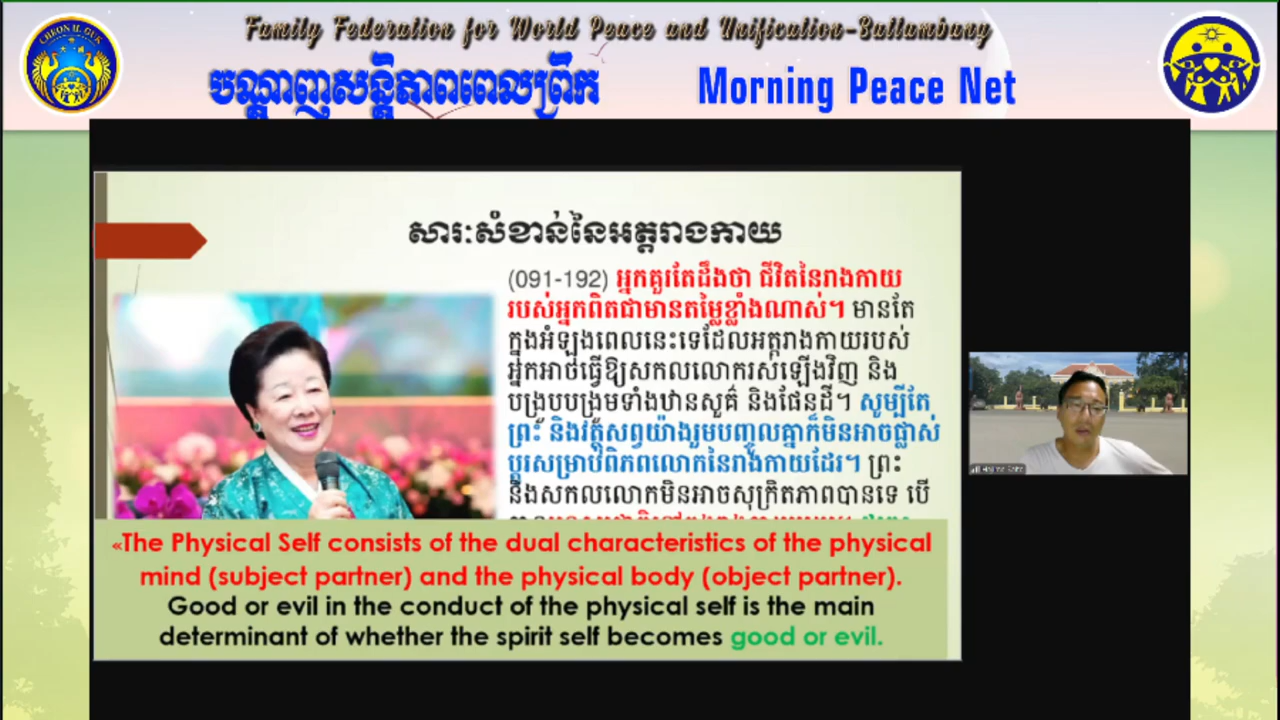 CHEON IL GUK
Family Federation for World Peace and Unification-Battambang
បណ្តាញសន្តិភាពពេលព្រឹក Morning Peace Net
សារៈសំខាន់នៃអត្តរាងកាយ
(091-192) អ្នកគួរតែដឹងថា ជីវិតនៃរាងកាយ
របស់អ្នកពិតជាមានតម្លៃខ្លាំងណាស់។ មានតែ
ក្នុងអំឡុងពេលនេះទេដែលអត្តរាងកាយរបស់
អ្នកអាចធ្វើឱ្យសកលលោករស់ឡើងវិញ និង
បង្រួបបង្រួមទាំងឋានសួគ៌ និងផែនដី។ សូម្បីតែ
ព្រះ និងវត្ថុសព្វយ៉ាងរួមបញ្ចូលគ្នាក៏មិនអាចផ្លាស់
ប្តូរសម្រាប់ពិភពលោកនៃរាងកាយដែរ។ ព្រះ
និងសកលលោកមិនអាចសុក្រិតភាពបានទេ បើ
«The Physical Self consists of the dual characteristics of the physical
mind (subject partner) and the physical body (object partner).
Good or evil in the conduct of the physical self is the main
determinant of whether the spirit self becomes good or evil.